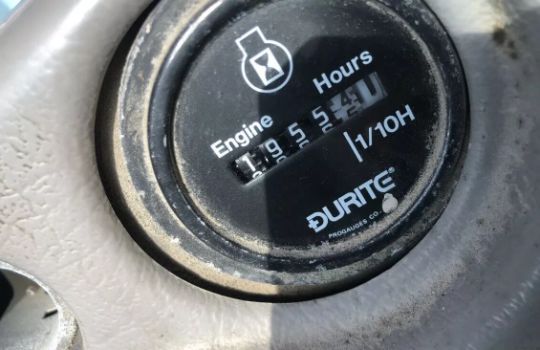 Engine Hours
1955
1/10H
DURITE®
PROGAUGES CO.